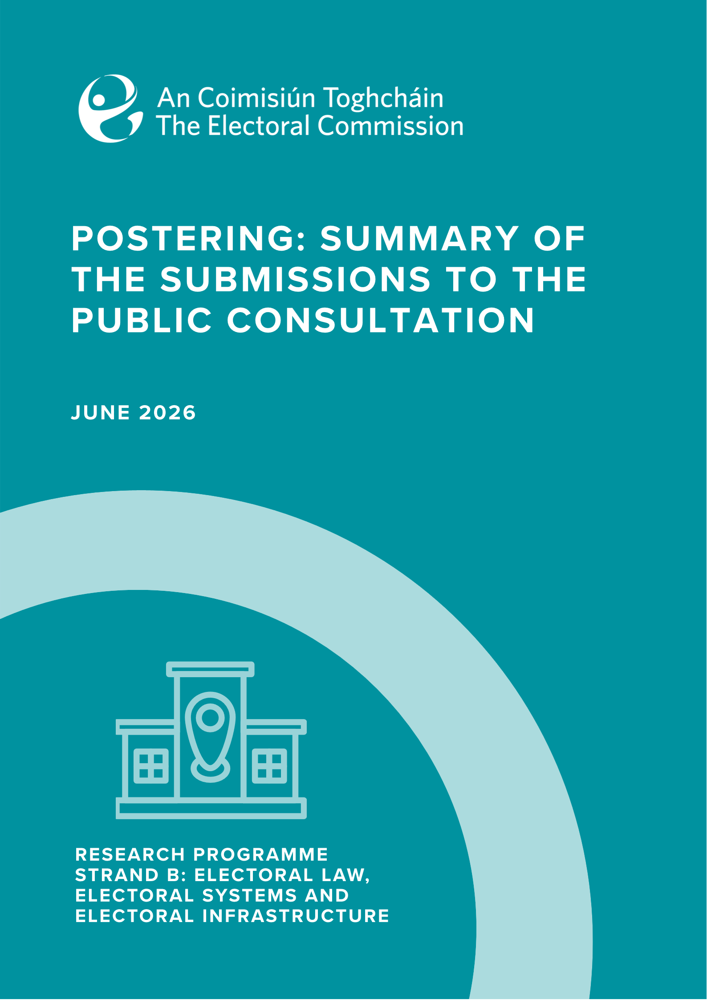 An Coimisiún Toghcháin
The Electoral Commission
POSTERING: SUMMARY OF
THE SUBMISSIONS TO THE
PUBLIC CONSULTATION
JUNE 2026
RESEARCH PROGRAMME
STRAND B: ELECTORAL LAW,
ELECTORAL SYSTEMS AND
ELECTORAL INFRASTRUCTURE